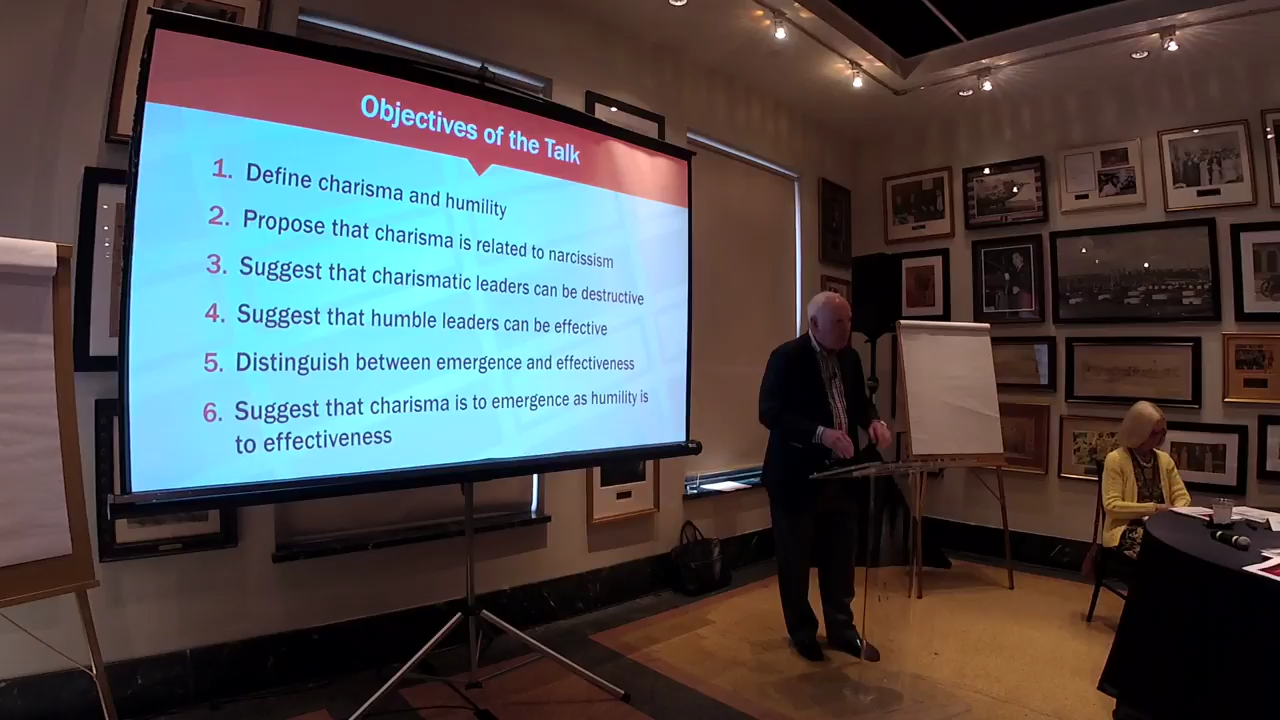 Objectives of the Talk
1. Define charisma and humility
2. Propose that charisma is related to narcissism
3. Suggest that charismatic leaders can be destructive
4. Suggest that humble leaders can be effective
5. Distinguish between emergence and effectiveness
6. Suggest that charisma is to emergence as humility is
to effectiveness